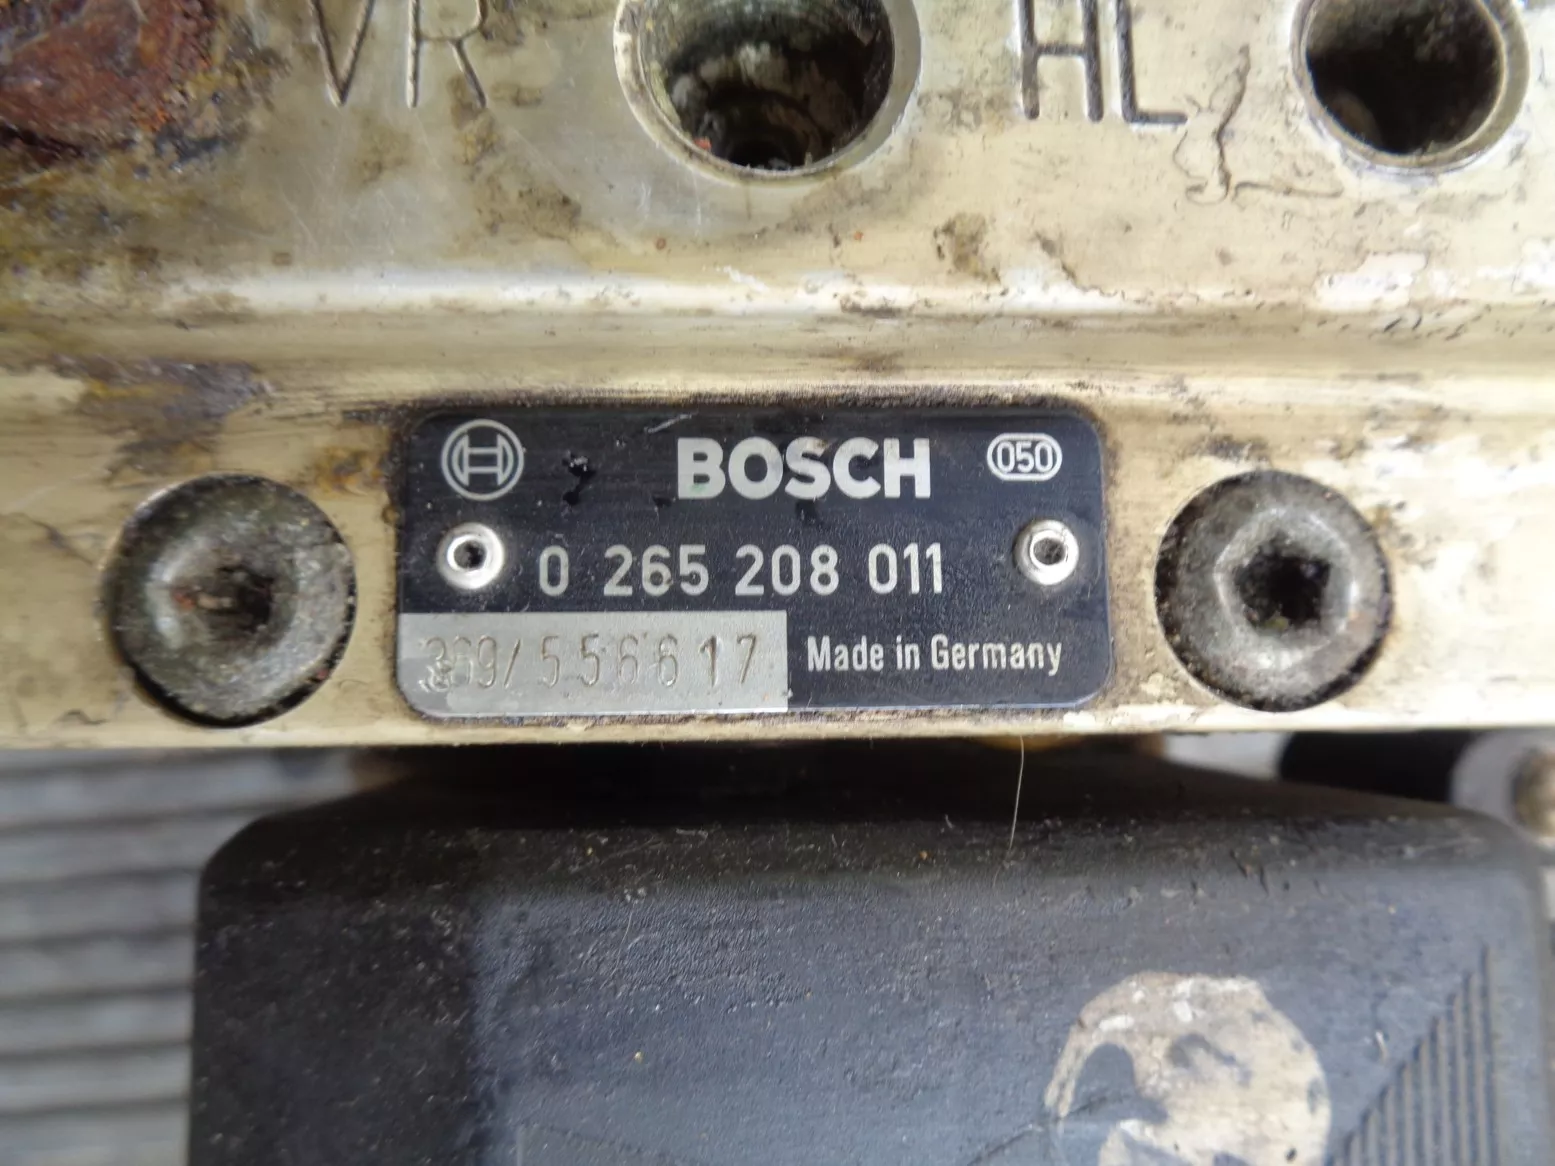 VR HL
BOSCH 050
0 265 208 011
369/556617
Made in Germany